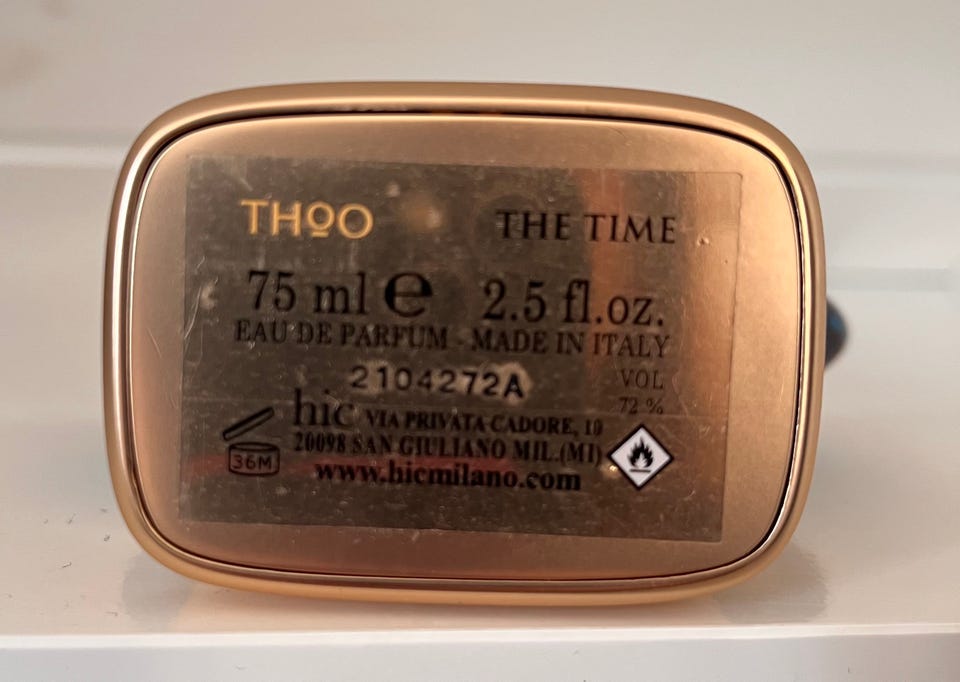 THOO THE TIME
75 ml e 2.5 fl.oz.
EAU DE PARFUM - MADE IN ITALY
2104272A VOL
72 %
hic VIA PRIVATA CADORE, 10
20098 SAN GIULIANO MIL.(MI)
36M
www.hicmilano.com